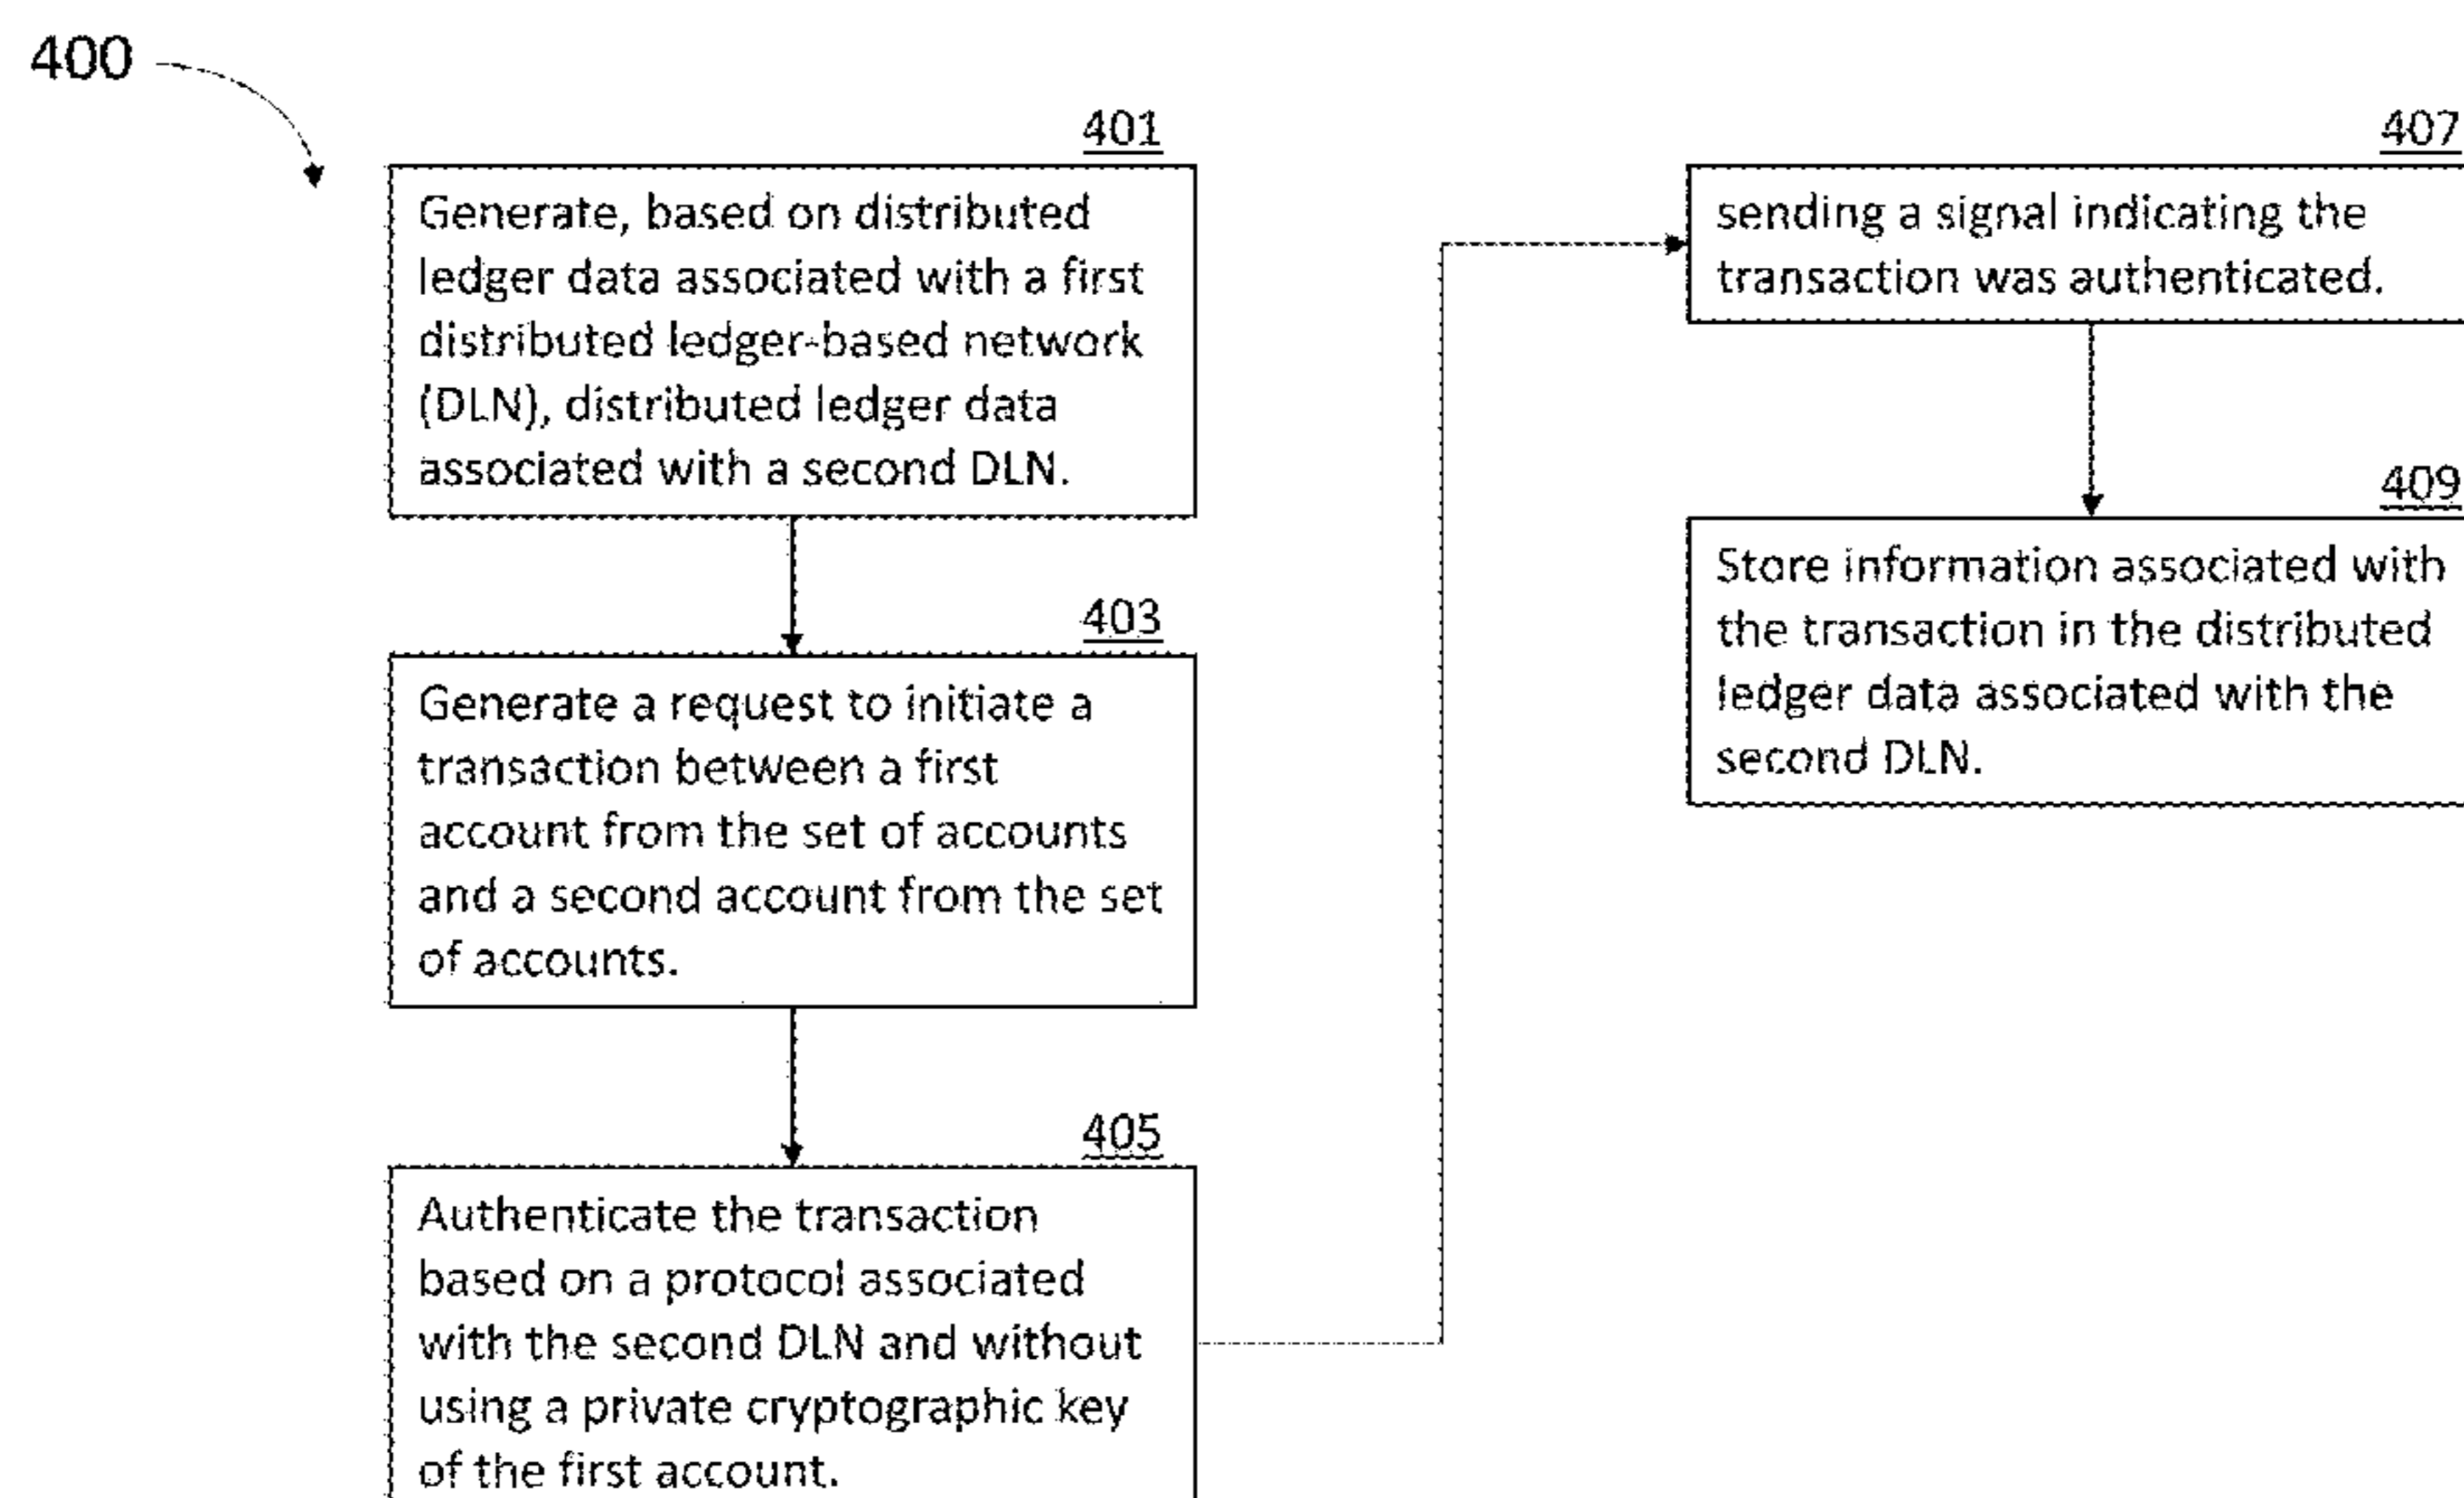 400
401
Generate, based on distributed
ledger data associated with a first
distributed ledger-based network
(DLN), distributed ledger data
associated with a second DLN.
403
Generate a request to initiate a
transaction between a first
account from the set of accounts
and a second account from the set
of accounts.
405
Authenticate the transaction
based on a protocol associated
with the second DLN and without
using a private cryptographic key
of the first account.
407
sending a signal indicating the
transaction was authenticated.
409
Store information associated with
the transaction in the distributed
ledger data associated with the
second DLN.